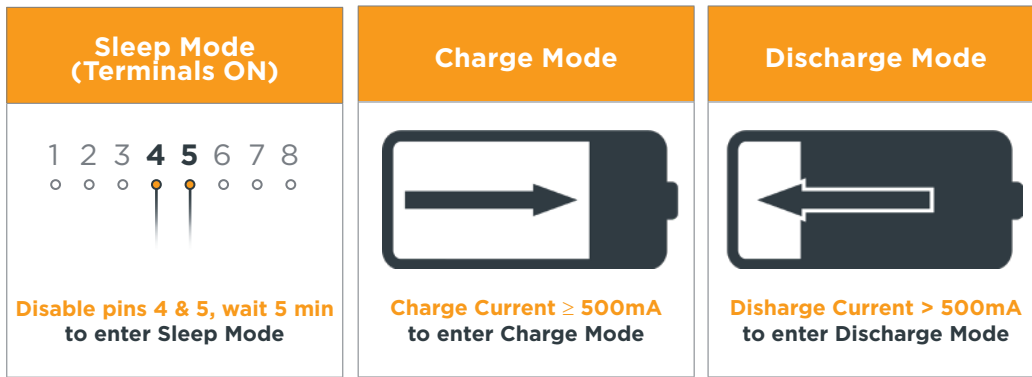 Sleep Mode
(Terminals ON)
1 2 3 4 5 6 7 8
Disable pins 4 & 5, wait 5 min
to enter Sleep Mode
Charge Mode
Charge Current ≥ 500mA
to enter Charge Mode
Discharge Mode
Disharge Current > 500mA
to enter Discharge Mode